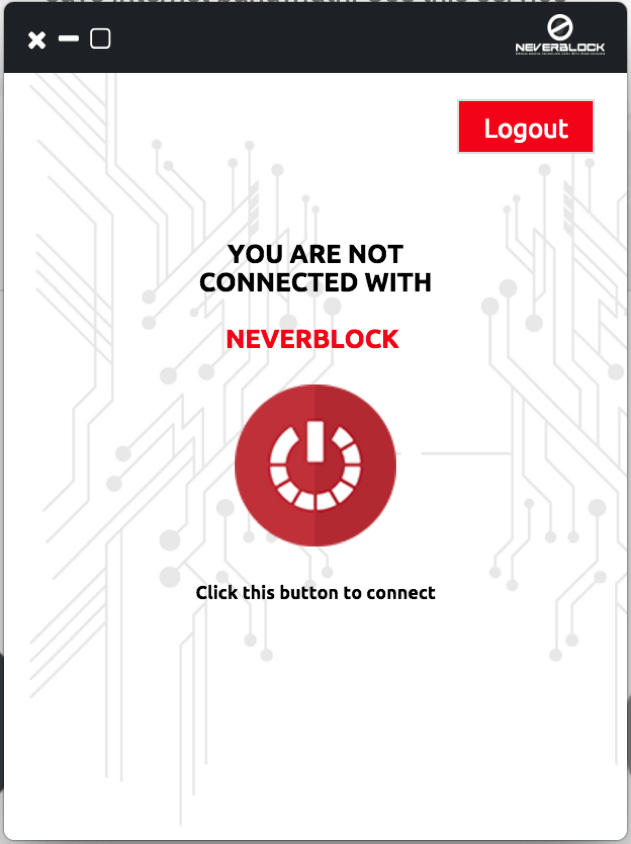 NEVERBLOCK
Logout
YOU ARE NOT
CONNECTED WITH
NEVERBLOCK
Click this button to connect